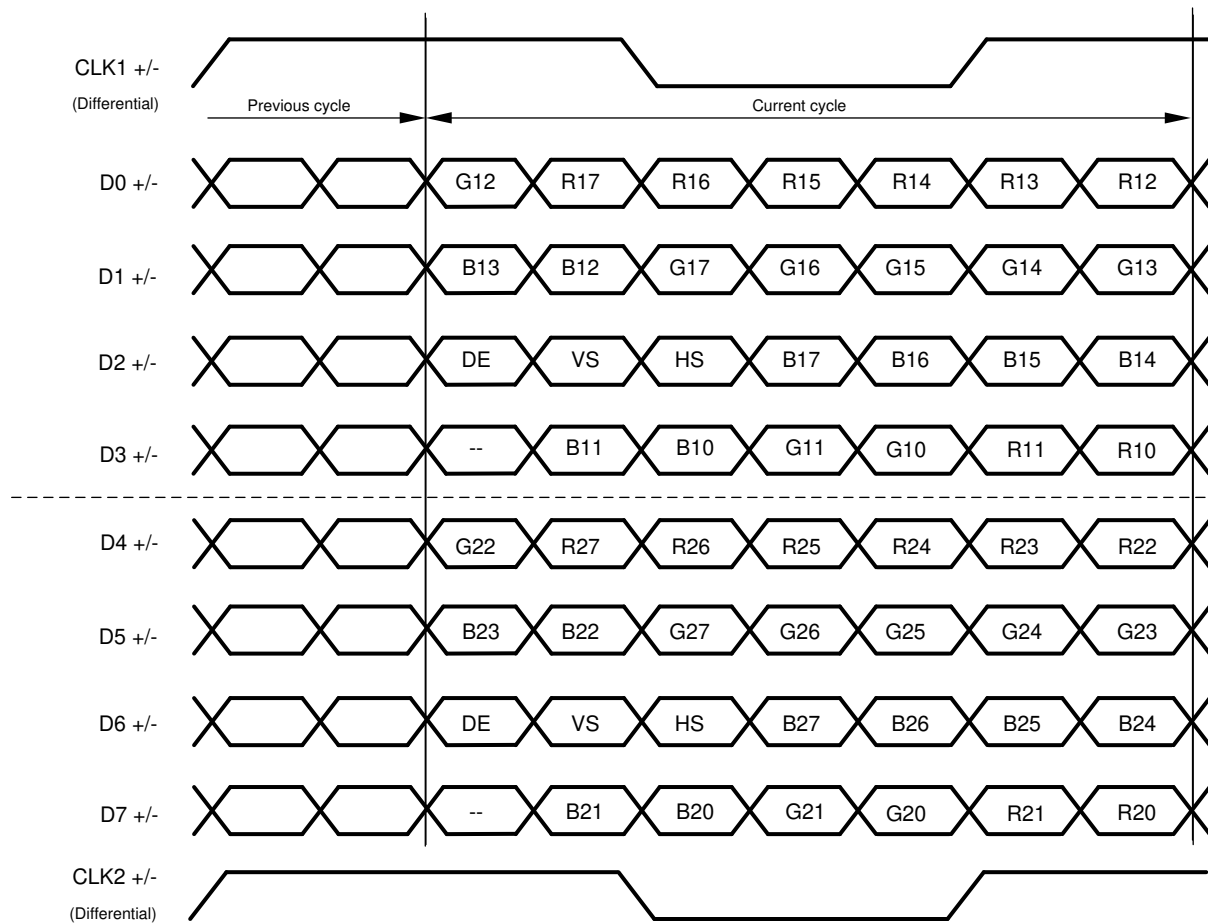 CLK1 +/-
(Differential)
Previous cycle Current cycle
D0 +/- G12 R17 R16 R15 R14 R13 R12
D1 +/- B13 B12 G17 G16 G15 G14 G13
D2 +/- DE VS HS B17 B16 B15 B14
D3 +/- -- B11 B10 G11 G10 R11 R10
D4 +/- G22 R27 R26 R25 R24 R23 R22
D5 +/- B23 B22 G27 G26 G25 G24 G23
D6 +/- DE VS HS B27 B26 B25 B24
D7 +/- -- B21 B20 G21 G20 R21 R20
CLK2 +/-
(Differential)